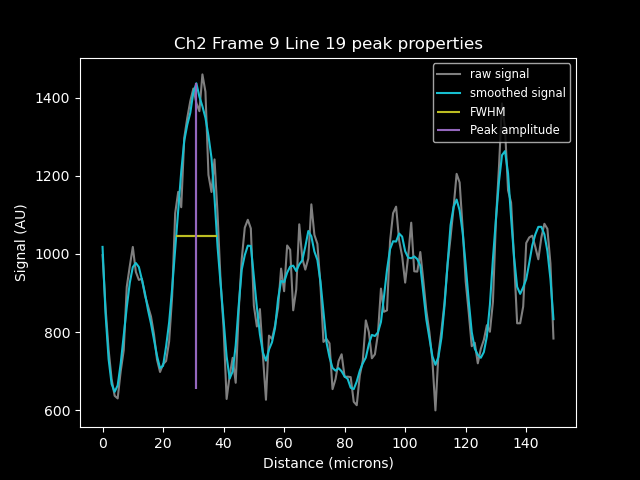 Ch2 Frame 9 Line 19 peak properties
raw signal
smoothed signal
FWHM
Peak amplitude
Signal (AU)
1400
1200
1000
800
600
0 20 40 60 80 100 120 140
Distance (microns)